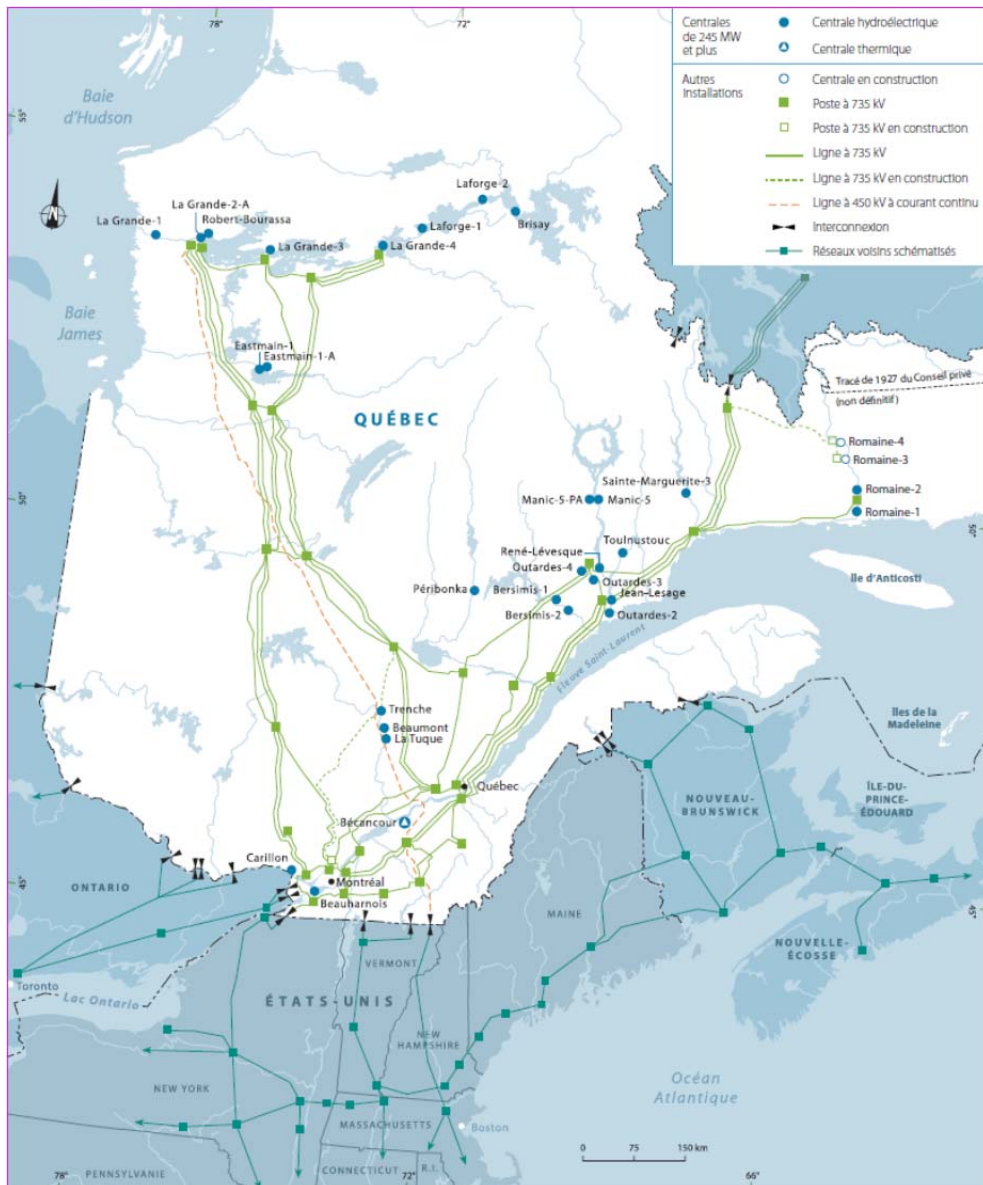 78°
72°
55°
Centrales
de 245 MW
et plus
Centrale hydroélectrique
Centrale thermique
Autres
installations
Centrale en construction
Poste à 735 kV
Poste à 735 kV en construction
Ligne à 735 kV
Ligne à 735 kV en construction
Ligne à 450 kV à courant continu
Interconnexion
Réseaux voisins schématisés
Baie
d'Hudson
Laforge-2
La Grande-2-A
Robert-Bourassa
La Grande-1
Laforge-1
Brisay
La Grande-3
La Grande-4
Baie
James
Eastmain-1
Eastmain-1-A
Tracé de 1927 du Conseil privé
(non définitif)
QUÉBEC
Romaine-4
Romaine-3
Sainte-Marguerite-3
50°
Manic-5-PA
Manic-5
Romaine-2
Romaine-1
50°
Toulnustouc
René-Lévesque
Outardes-4
Île d'Anticosti
Péribonka
Bersimis-1
Outardes-3
Jean-Lesage
Bersimis-2
Outardes-2
Fleuve Saint-Laurent
Trenche
Beaumont
La Tuque
Îles de la
Madeleine
Québec
NOUVEAU-
BRUNSWICK
ÎLE-DU-
PRINCE-
ÉDOUARD
Bécancour
Carillon
45°
Montréal
ONTARIO
Beauharnois
45°
MAINE
NOUVELLE-
ÉCOSSE
VERMONT
Toronto
Lac Ontario
ÉTATS-UNIS
NEW
HAMPSHIRE
NEW YORK
Océan
Atlantique
MASSACHUSETTS
Boston
0 75 150 km
PENNSYLVANIE
CONNECTICUT
R.I.
78°
72°
66°